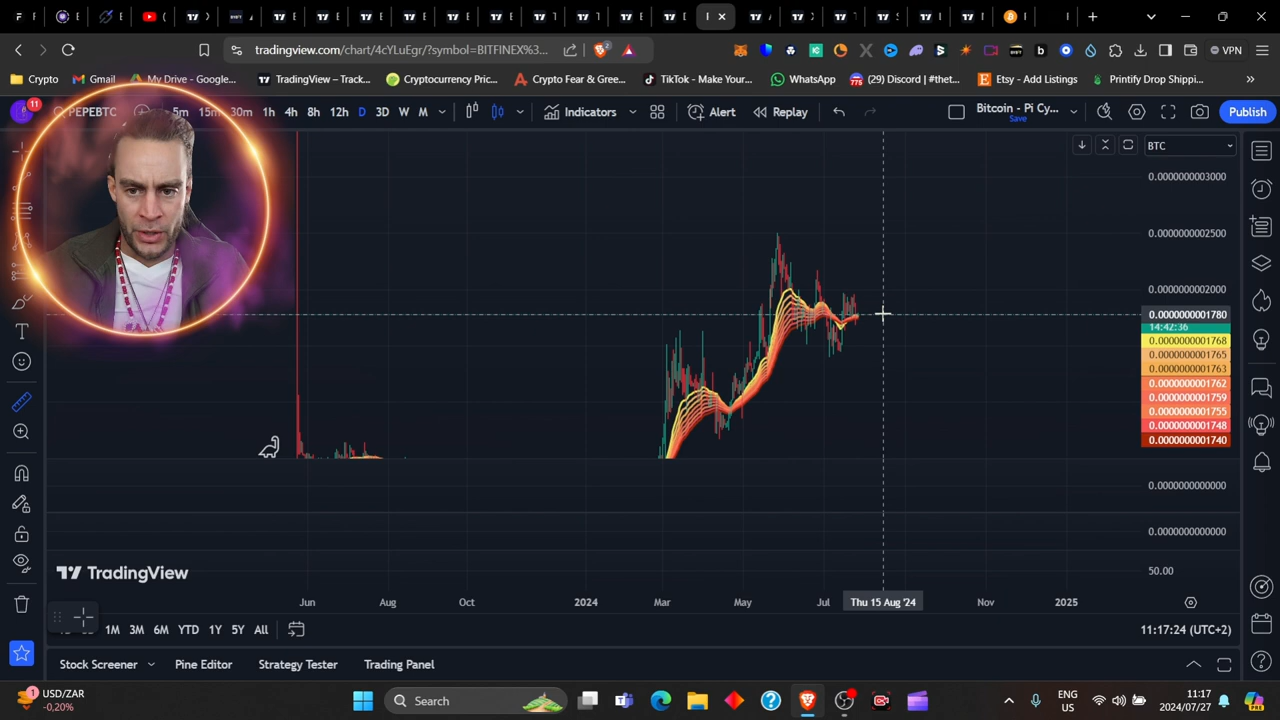 tradingview.com/chart/4cYLuEgr/?symbol=BITFINEX%3...
2
VPN
Crypto
Gmail
My Drive - Google...
TradingView – Track...
Cryptocurrency Pric...
Crypto Fear & Gree...
TikTok - Make Your...
WhatsApp
(29) Discord | #thet...
Etsy - Add Listings
Printify Drop Shippi...
11
PEPEBTC
5m
15m
30m
1h
4h
8h
12h
D
3D
W
M
Indicators
Alert
Replay
Bitcoin - Pi Cy...
Save
Publish
BTC
0.0000000003000
0.0000000002500
0.0000000002000
0.0000000001780
14:42:36
0.0000000001768
0.0000000001765
0.0000000001763
0.0000000001762
0.0000000001759
0.0000000001755
0.0000000001748
0.0000000001740
0.0000000000000
0.0000000000000
50.00
TradingView
Jun
Aug
Oct
2024
Mar
May
Jul
Thu 15 Aug '24
Nov
2025
1M
3M
6M
YTD
1Y
5Y
All
11:17:24 (UTC+2)
Stock Screener
Pine Editor
Strategy Tester
Trading Panel
1
USD/ZAR
-0,20%
Search
ENG
US
11:17
2024/07/27